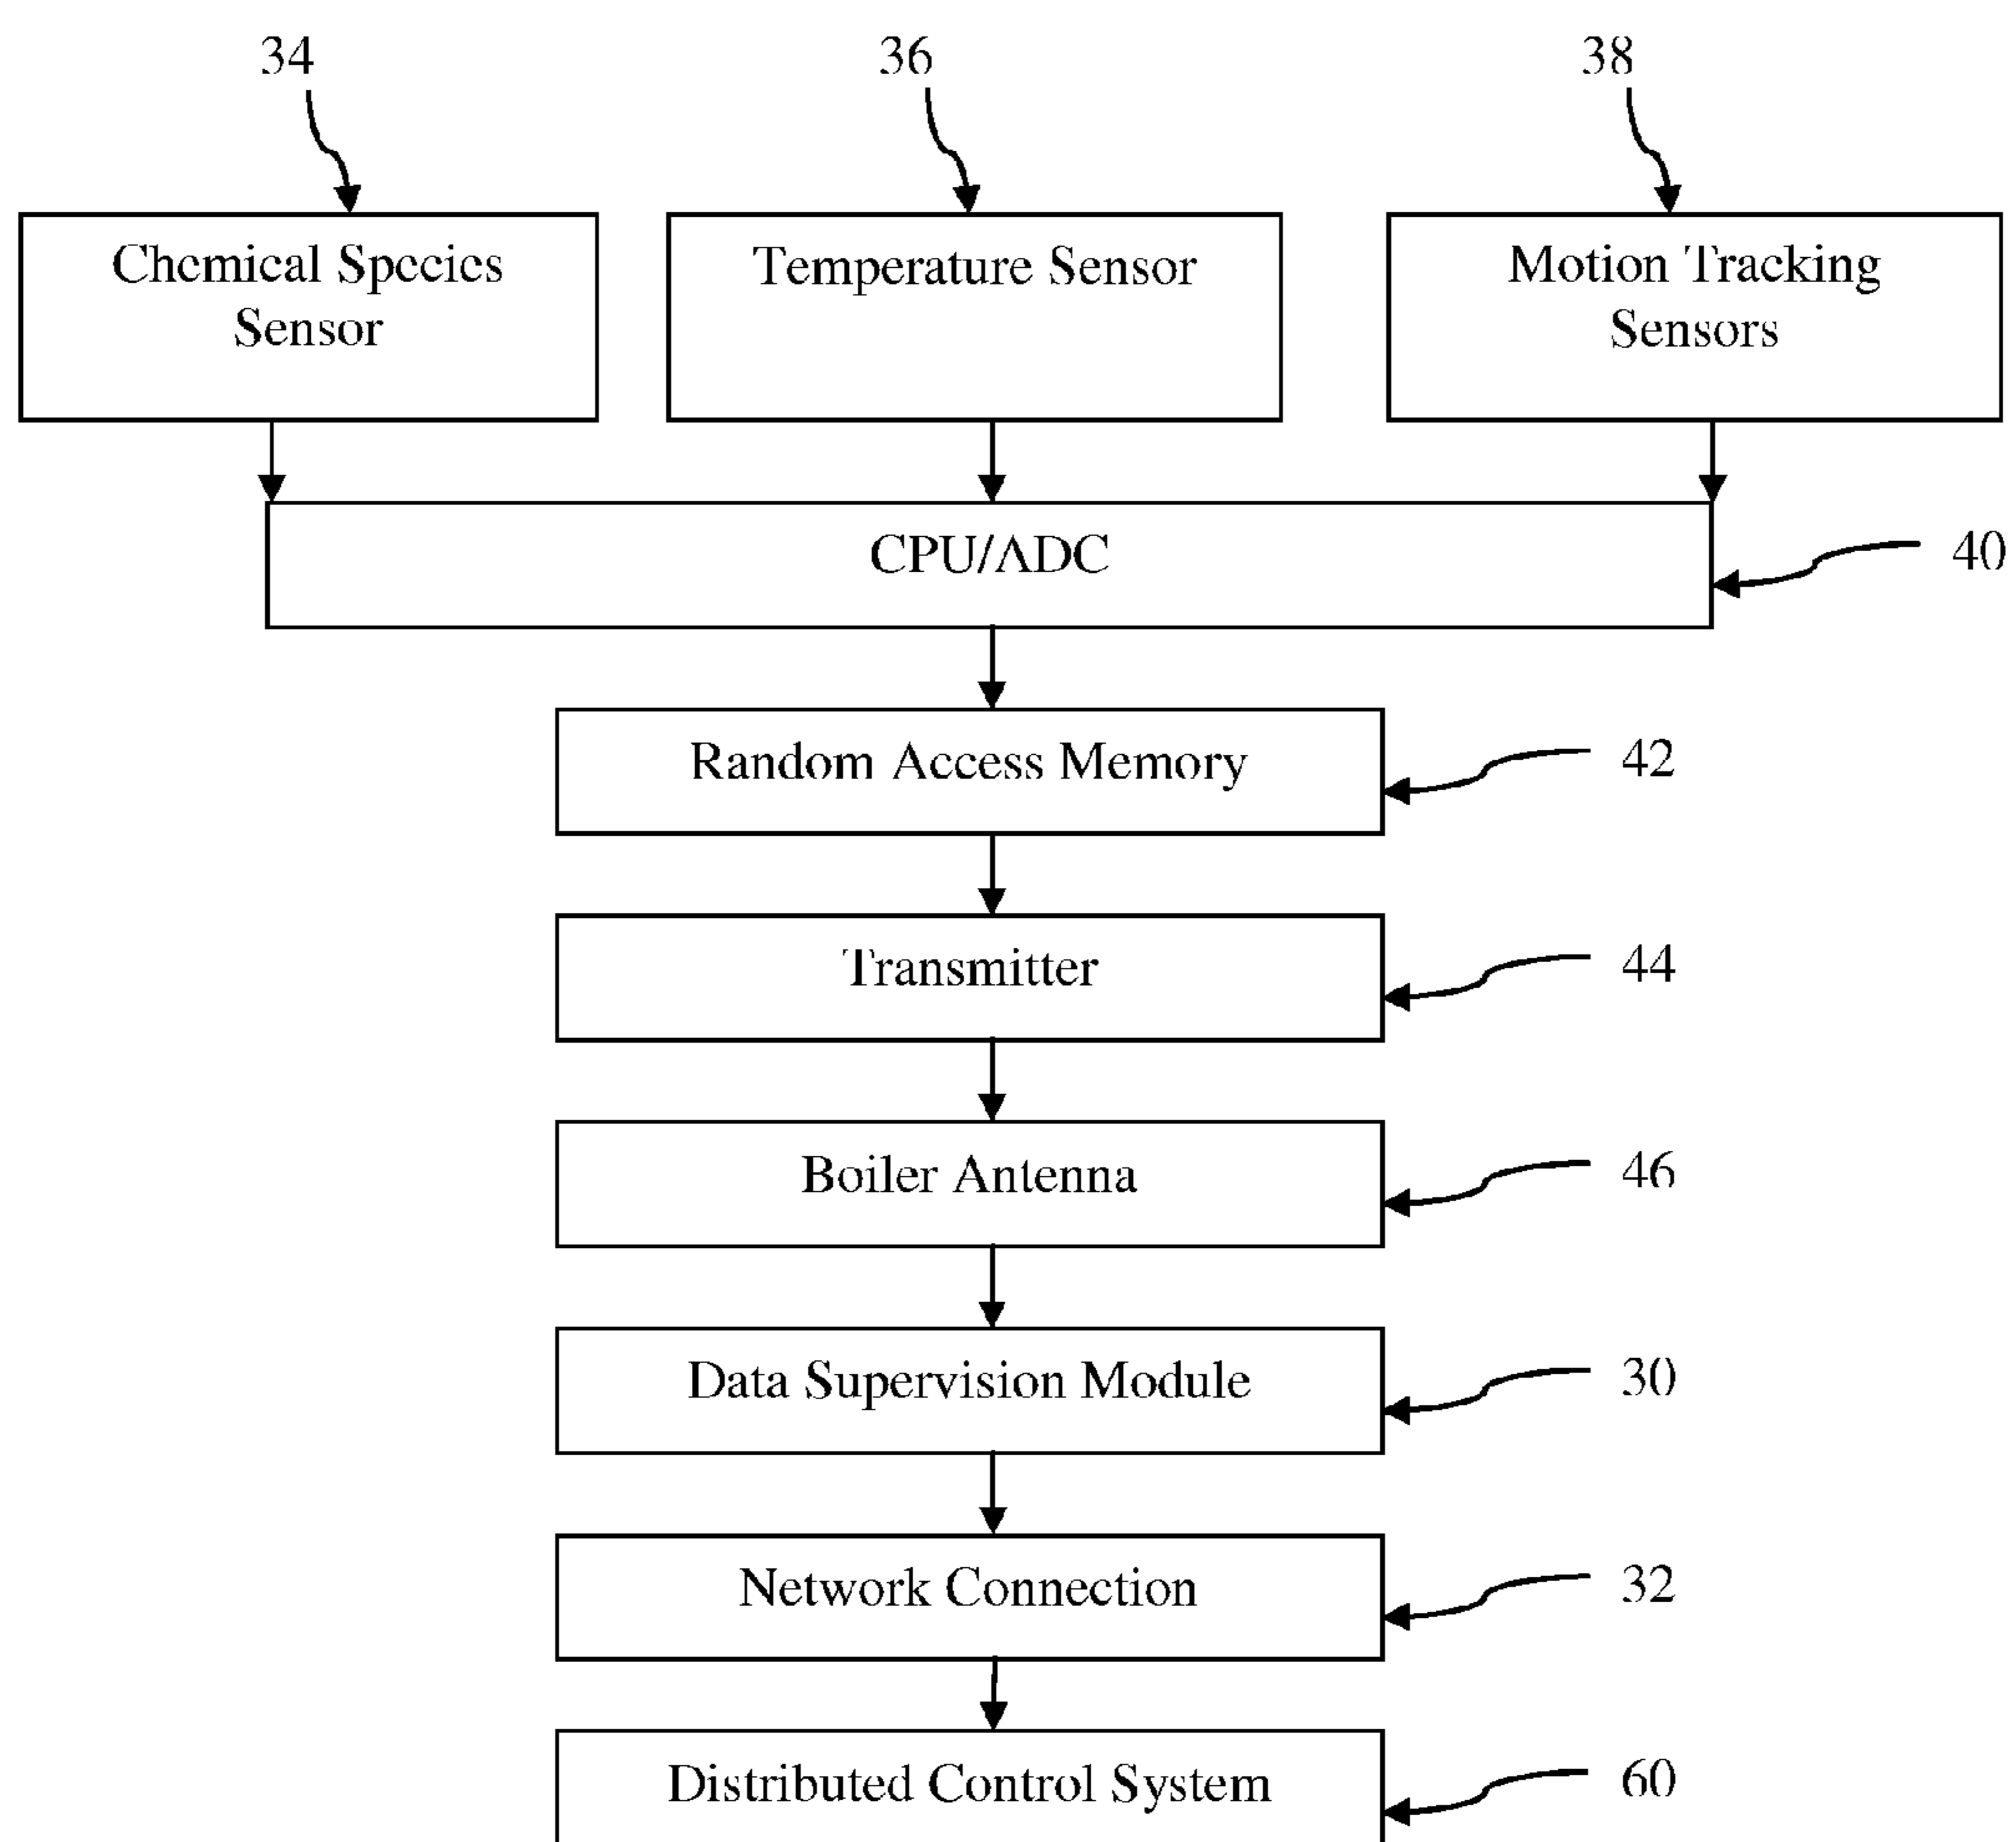 34
36
38
Chemical Species
Sensor
Temperature Sensor
Motion Tracking
Sensors
CPU/ADC
40
Random Access Memory
42
Transmitter
44
Boiler Antenna
46
Data Supervision Module
30
Network Connection
32
Distributed Control System
60